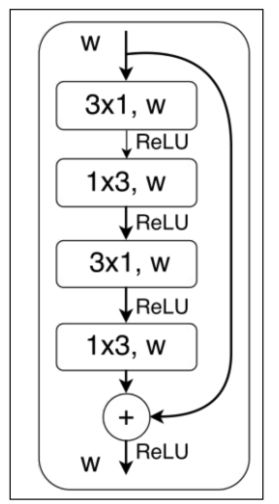 w
3x1, w
ReLU
1x3, w
ReLU
3x1, w
ReLU
1x3, w
+
ReLU
w